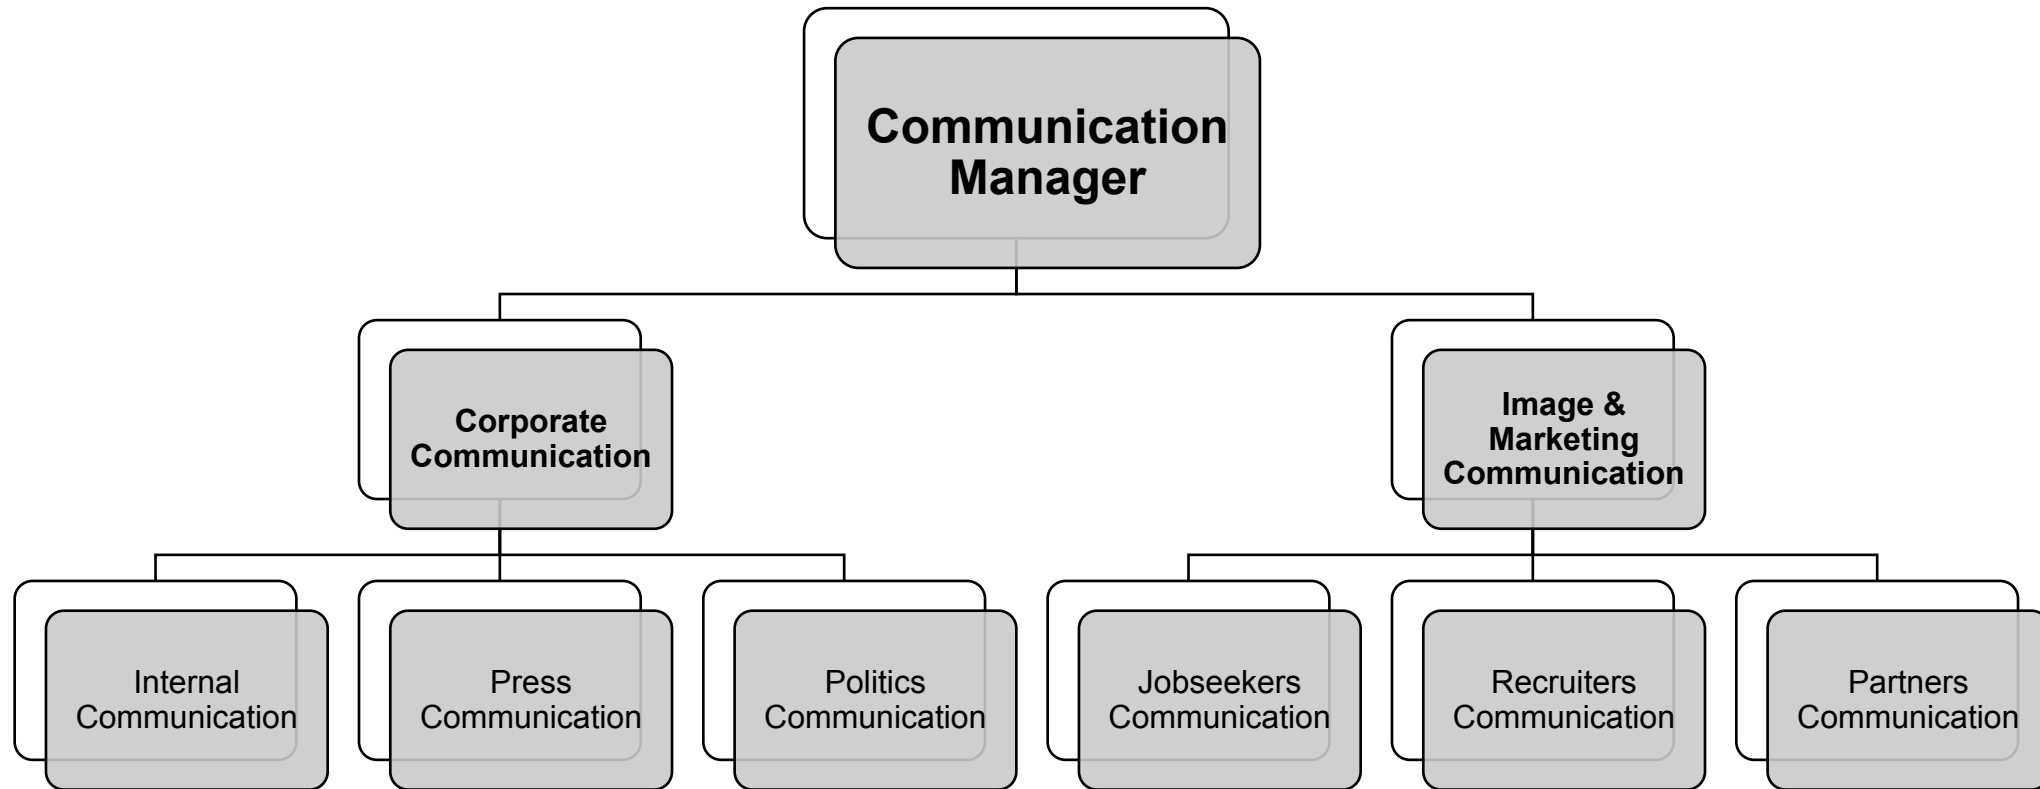 Communication
Manager
Corporate
Communication
Image &
Marketing
Communication
Internal
Communication
Press
Communication
Politics
Communication
Jobseekers
Communication
Recruiters
Communication
Partners
Communication